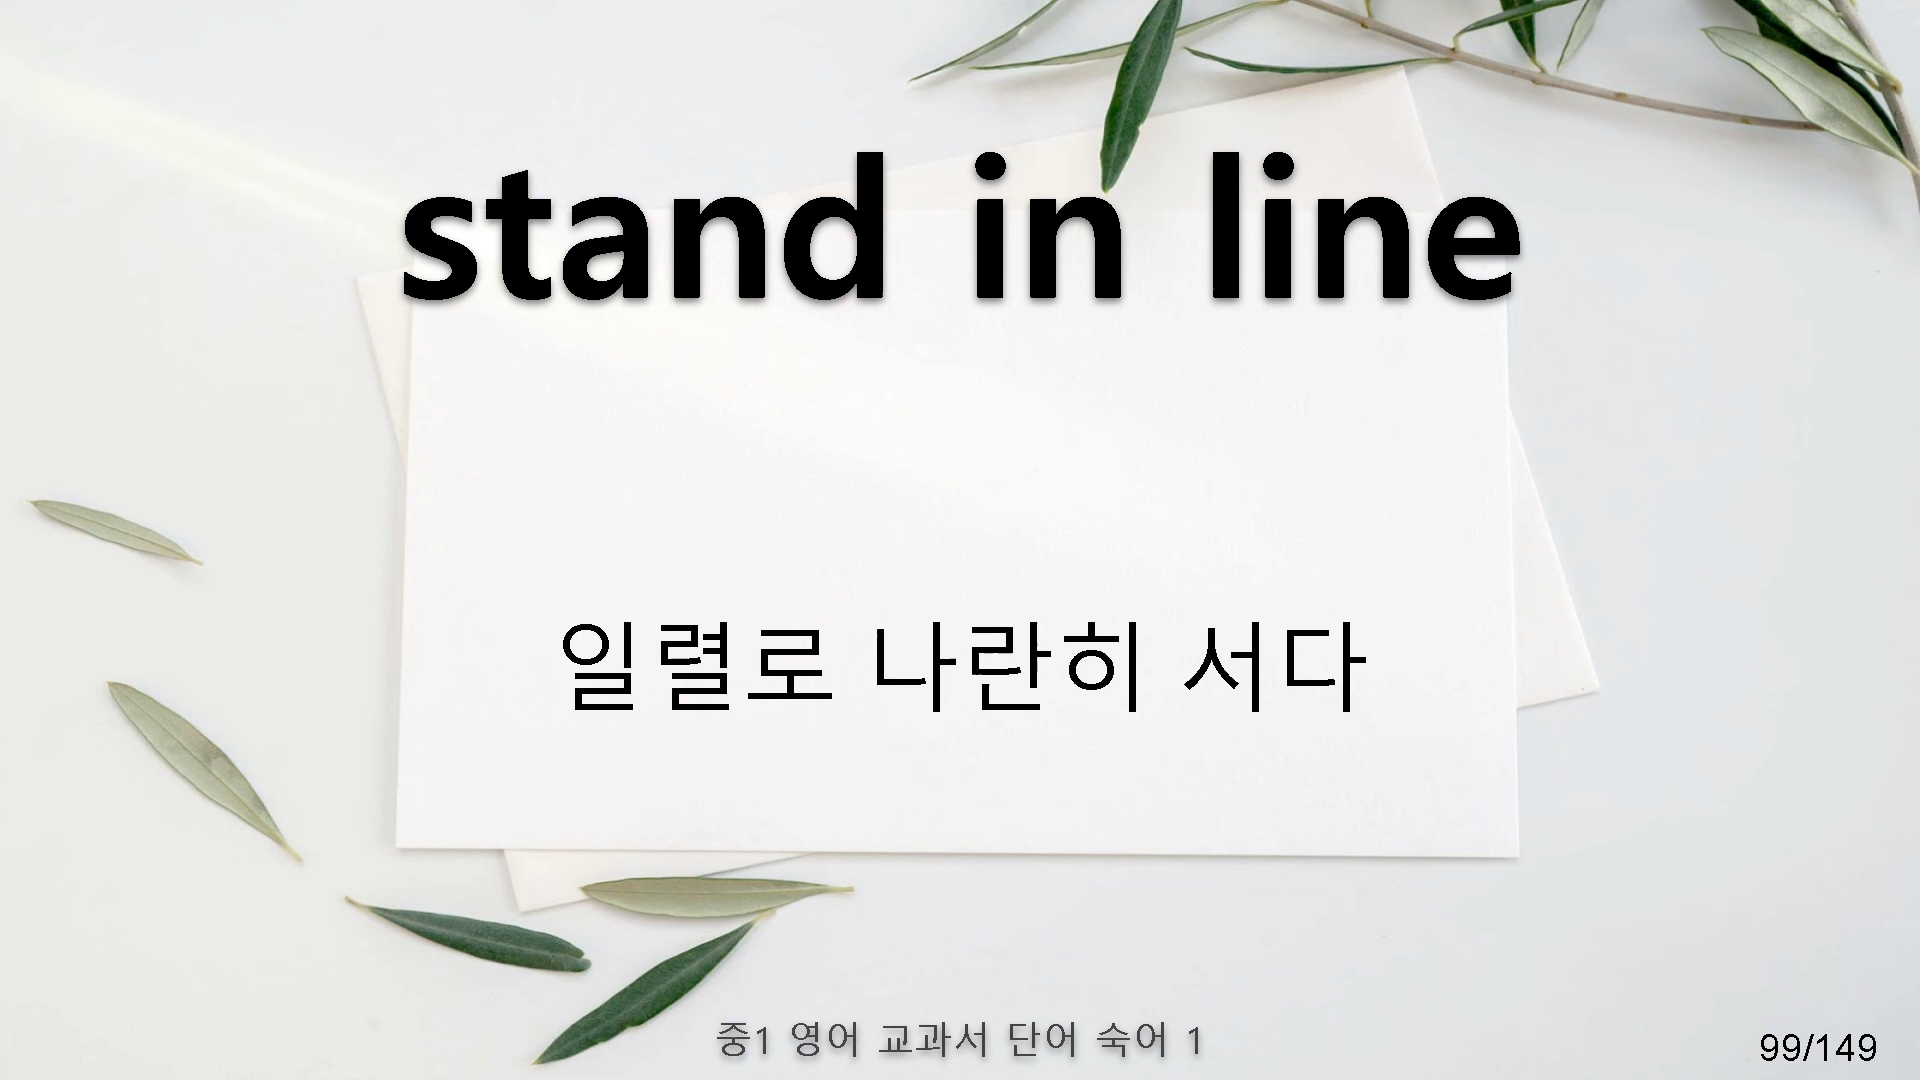 stand in line
일렬로 나란히 서다
중1 영어 교과서 단어 숙어 1
99/149